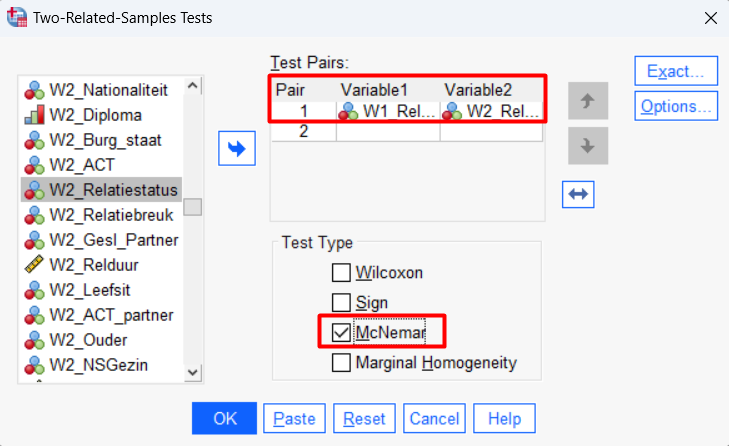 Two-Related-Samples Tests
W2_Nationaliteit
W2_Diploma
W2_Burg_staat
W2_ACT
W2_Relatiestatus
W2_Relatiebreuk
W2_Gesl_Partner
W2_Relduur
W2_Leefsit
W2_ACT_partner
W2_Ouder
W2_NSGezin
Test Pairs:
Pair Variable1 Variable2
1 W1_Rel... W2_Rel...
2
Exact...
Options...
Test Type
Wilcoxon
Sign
McNemar
Marginal Homogeneity
OK Paste Reset Cancel Help